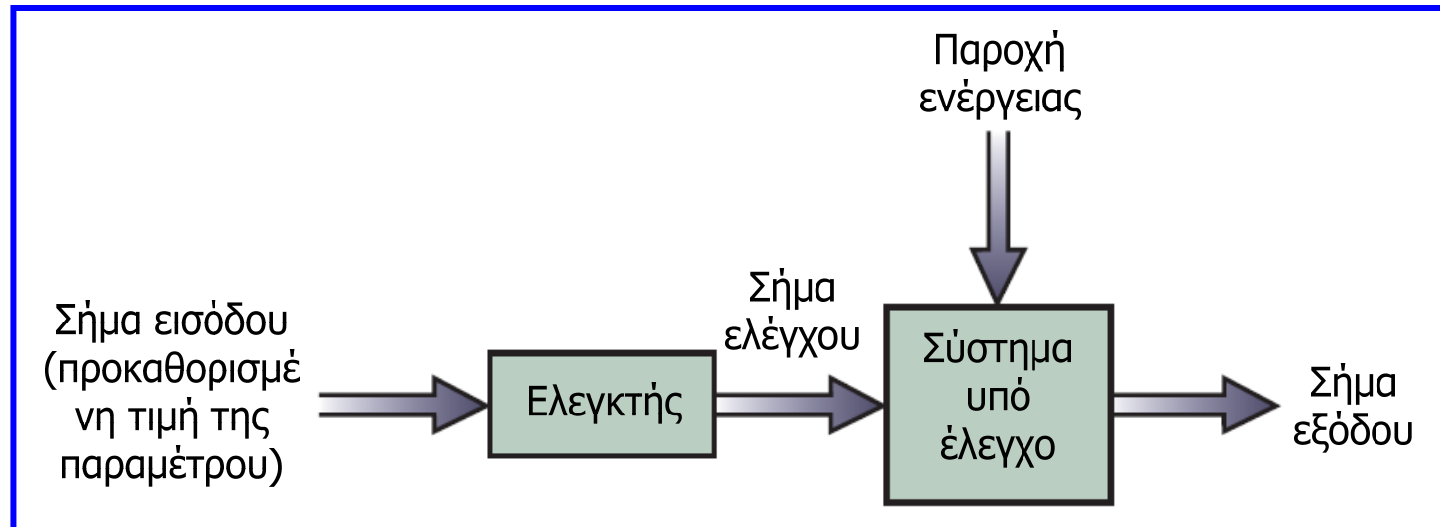 Παροχή
ενέργειας
Σήμα εισόδου
(προκαθορισμέ
νη τιμή της
παραμέτρου)
Ελεγκτής
Σήμα
ελέγχου
Σύστημα
υπό
έλεγχο
Σήμα
εξόδου